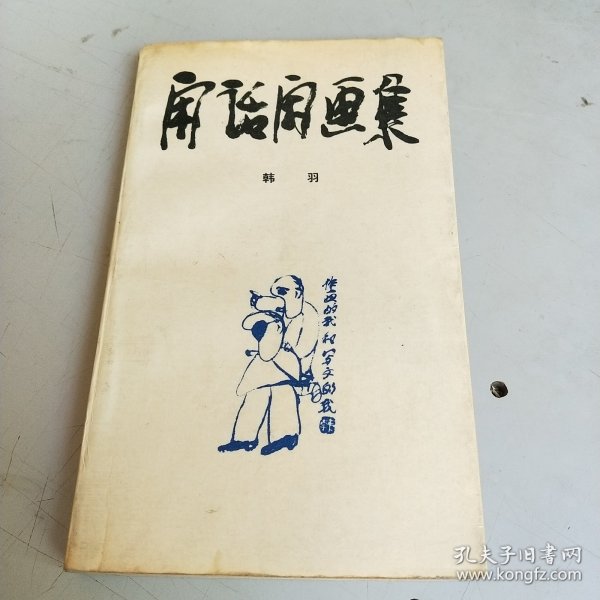 闲话闲画集
韩 羽
作画的我和写文的我
韩
孔夫子旧书网
www.kongfz.com